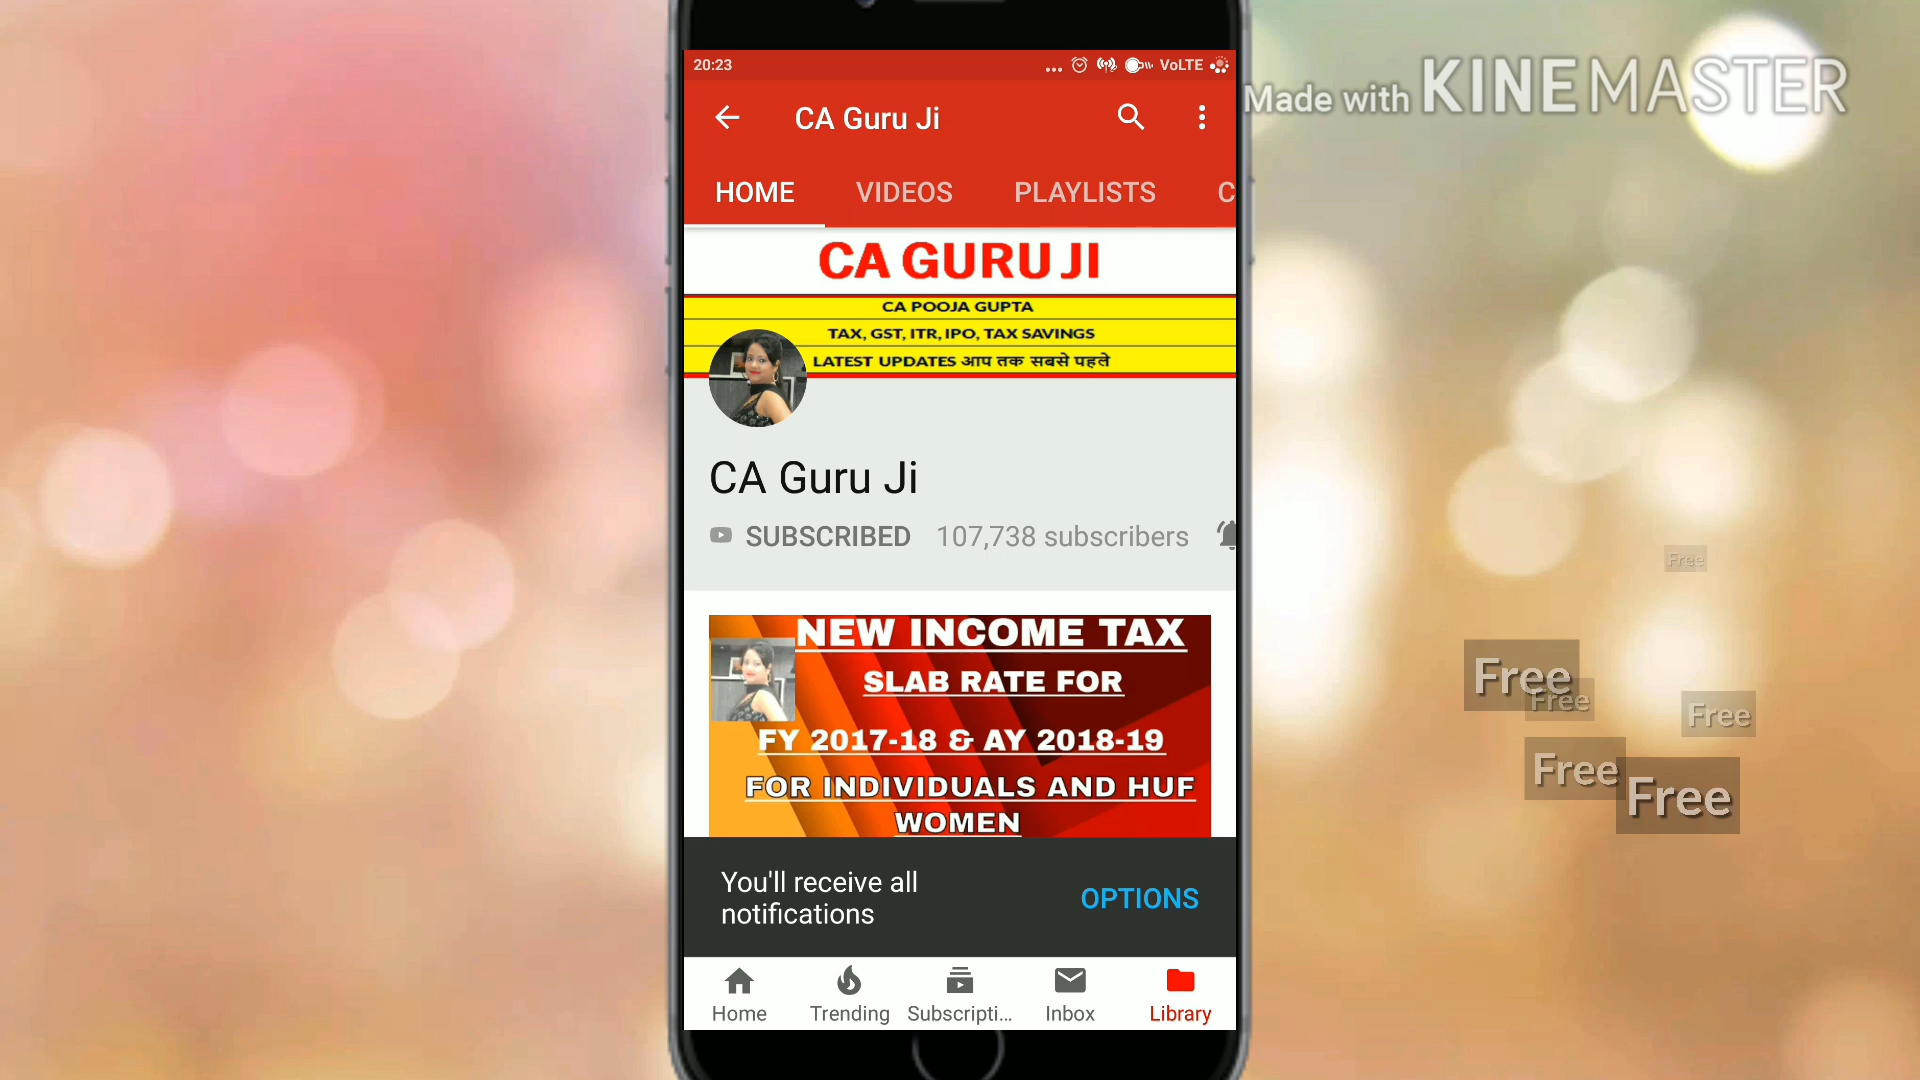 20:23
VoLTE
Made with KINEMASTER
CA Guru Ji
HOME VIDEOS PLAYLISTS C
CA GURU JI
CA POOJA GUPTA
TAX, GST, ITR, IPO, TAX SAVINGS
LATEST UPDATES आप तक सबसे पहले
CA Guru Ji
SUBSCRIBED 107,738 subscribers
NEW INCOME TAX
SLAB RATE FOR
FY 2017-18 & AY 2018-19
FOR INDIVIDUALS AND HUF
WOMEN
You'll receive all
notifications
OPTIONS
Home Trending Subscripti... Inbox Library
Free
Free
Free
Free
Free
Free